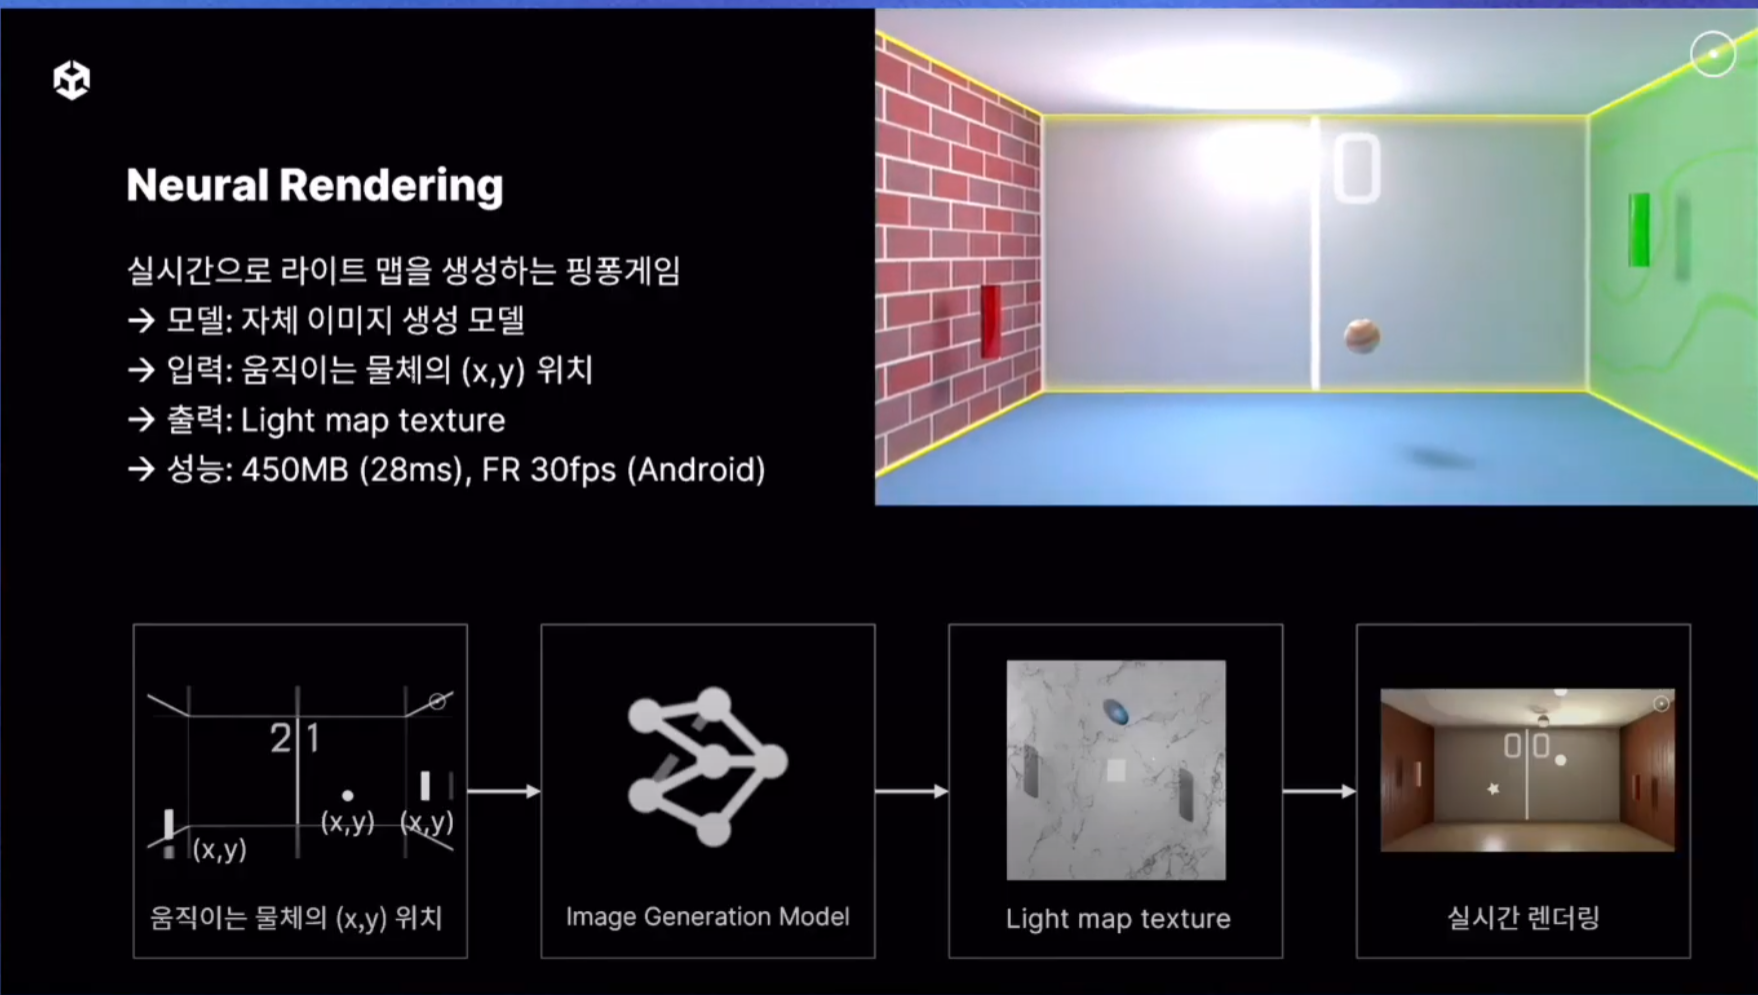 Neural Rendering
실시간으로 라이트 맵을 생성하는 핑퐁게임
→ 모델: 자체 이미지 생성 모델
→ 입력: 움직이는 물체의 (x,y) 위치
→ 출력: Light map texture
→ 성능: 450MB (28ms), FR 30fps (Android)
0
2 1
(x,y) (x,y)
(x,y)
움직이는 물체의 (x,y) 위치
Image Generation Model
Light map texture
0 0
실시간 렌더링